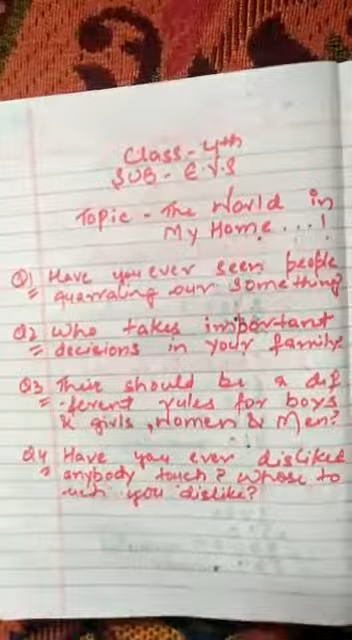 Class - 4th
SUB - E.V.S
Topic - The World in
My Home...!
Q1 Have you ever seen people
quarraling our something?
Q2 Who takes important
decisions in your family
Q3 Their should be a dif
ferent rules for boys
& girls, Women & Men?
Q4 Have you ever disliked
anybody touch? Whose to
uch you dislike?